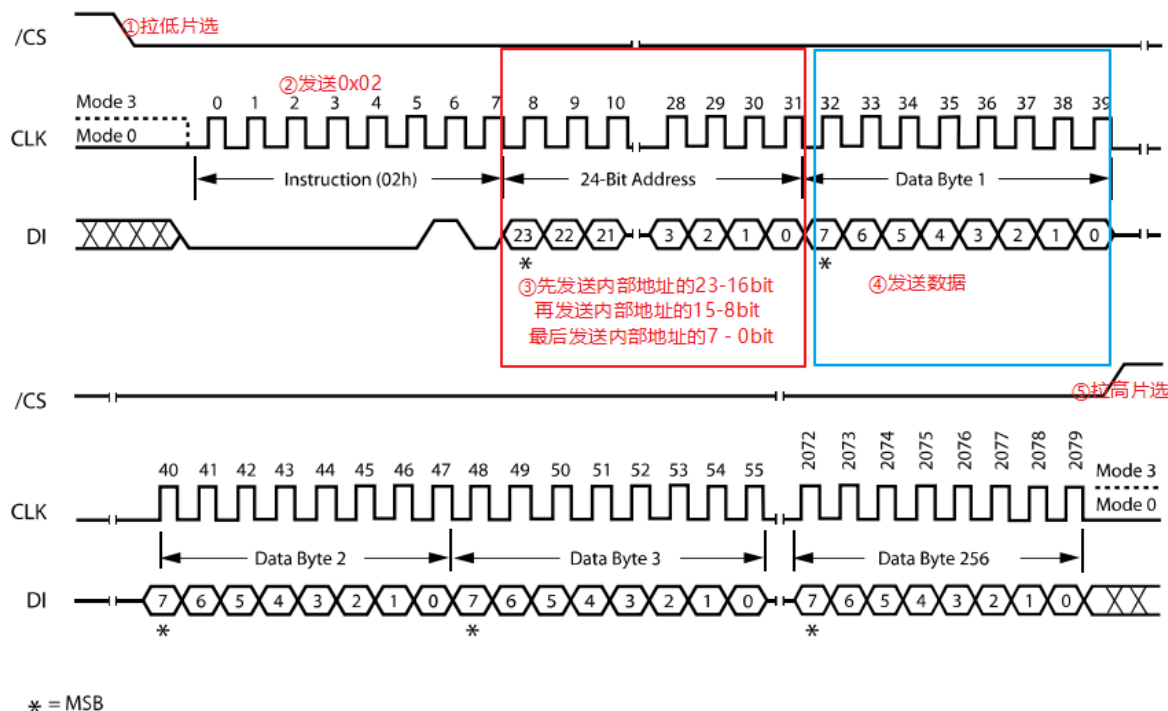 ①拉低片选
/CS
②发送0x02
Mode 3
0 1 2 3 4 5 6 7 8 9 10 28 29 30 31 32 33 34 35 36 37 38 39
CLK
Mode 0
Instruction (02h) 24-Bit Address Data Byte 1
DI
23 22 21 3 2 1 0 7 6 5 4 3 2 1 0
* *
③先发送内部地址的23-16bit
④发送数据
再发送内部地址的15-8bit
最后发送内部地址的7 - 0bit
/CS
⑤拉高片选
40 41 42 43 44 45 46 47 48 49 50 51 52 53 54 55 2072 2073 2074 2075 2076 2077 2078 2079
Mode 3
CLK
Mode 0
Data Byte 2 Data Byte 3 Data Byte 256
DI
7 6 5 4 3 2 1 0 7 6 5 4 3 2 1 0 7 6 5 4 3 2 1 0
* * *
* = MSB